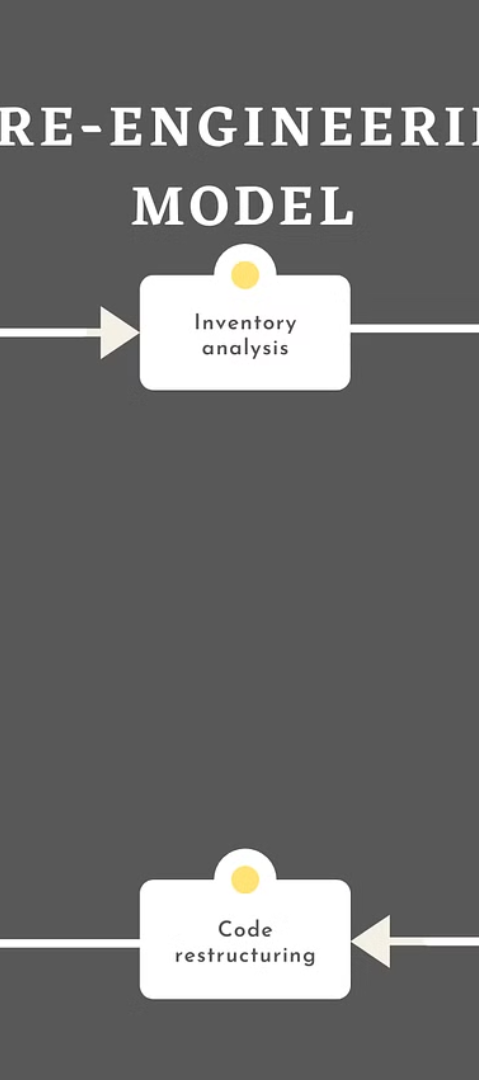 RE-ENGINEERI
MODEL
Inventory
analysis
Code
restructuring